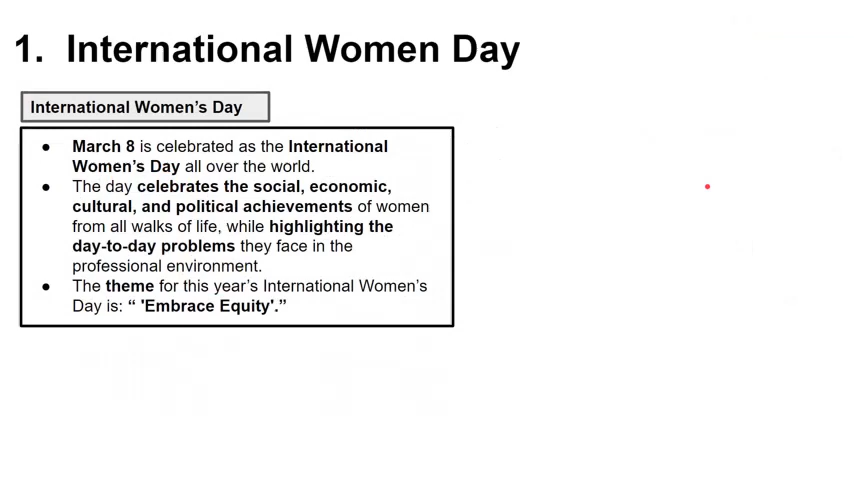 1. International Women Day
International Women’s Day
● March 8 is celebrated as the International
Women’s Day all over the world.
● The day celebrates the social, economic,
cultural, and political achievements of women
from all walks of life, while highlighting the
day-to-day problems they face in the
professional environment.
● The theme for this year’s International Women’s
Day is: “ 'Embrace Equity'.”